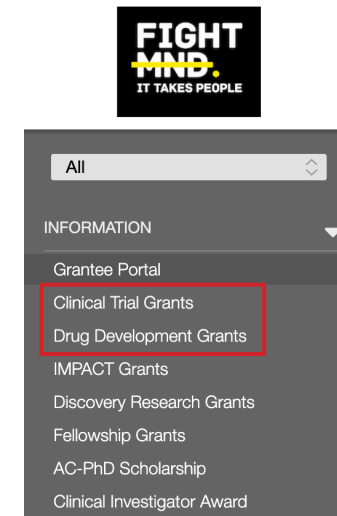 FIGHT
MND.
IT TAKES PEOPLE
All
INFORMATION
Grantee Portal
Clinical Trial Grants
Drug Development Grants
IMPACT Grants
Discovery Research Grants
Fellowship Grants
AC-PhD Scholarship
Clinical Investigator Award